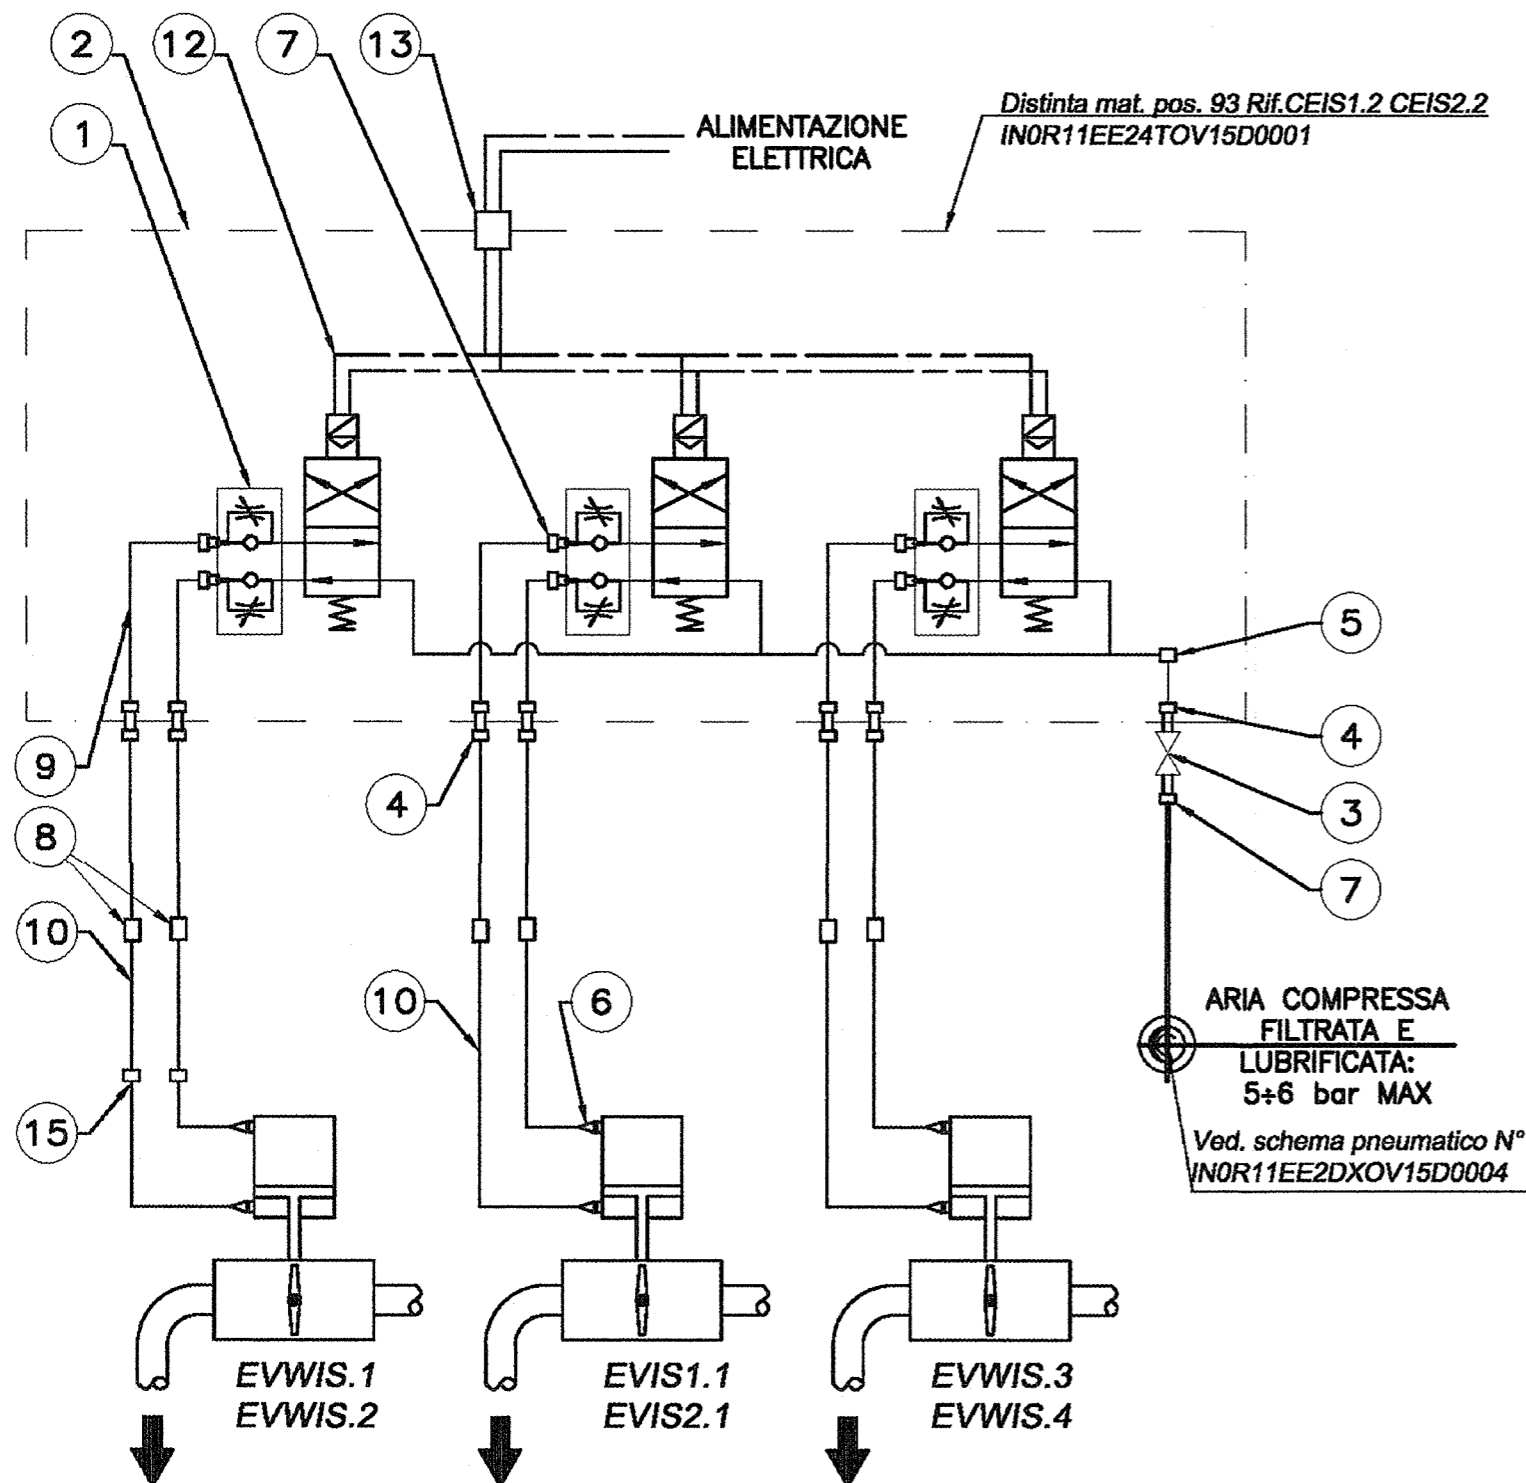 2
12
7
13
1
Distinta mat. pos. 93 Rif.CEIS1.2 CEIS2.2
IN0R11EE24TOV15D0001
ALIMENTAZIONE
ELETTRICA
5
4
3
7
9
4
8
10
10
6
15
ARIA COMPRESSA
FILTRATA E
LUBRIFICATA:
5÷6 bar MAX
Ved. schema pneumatico N°
IN0R11EE2DXOV15D0004
EVWIS.1
EVWIS.2
EVIS1.1
EVIS2.1
EVWIS.3
EVWIS.4